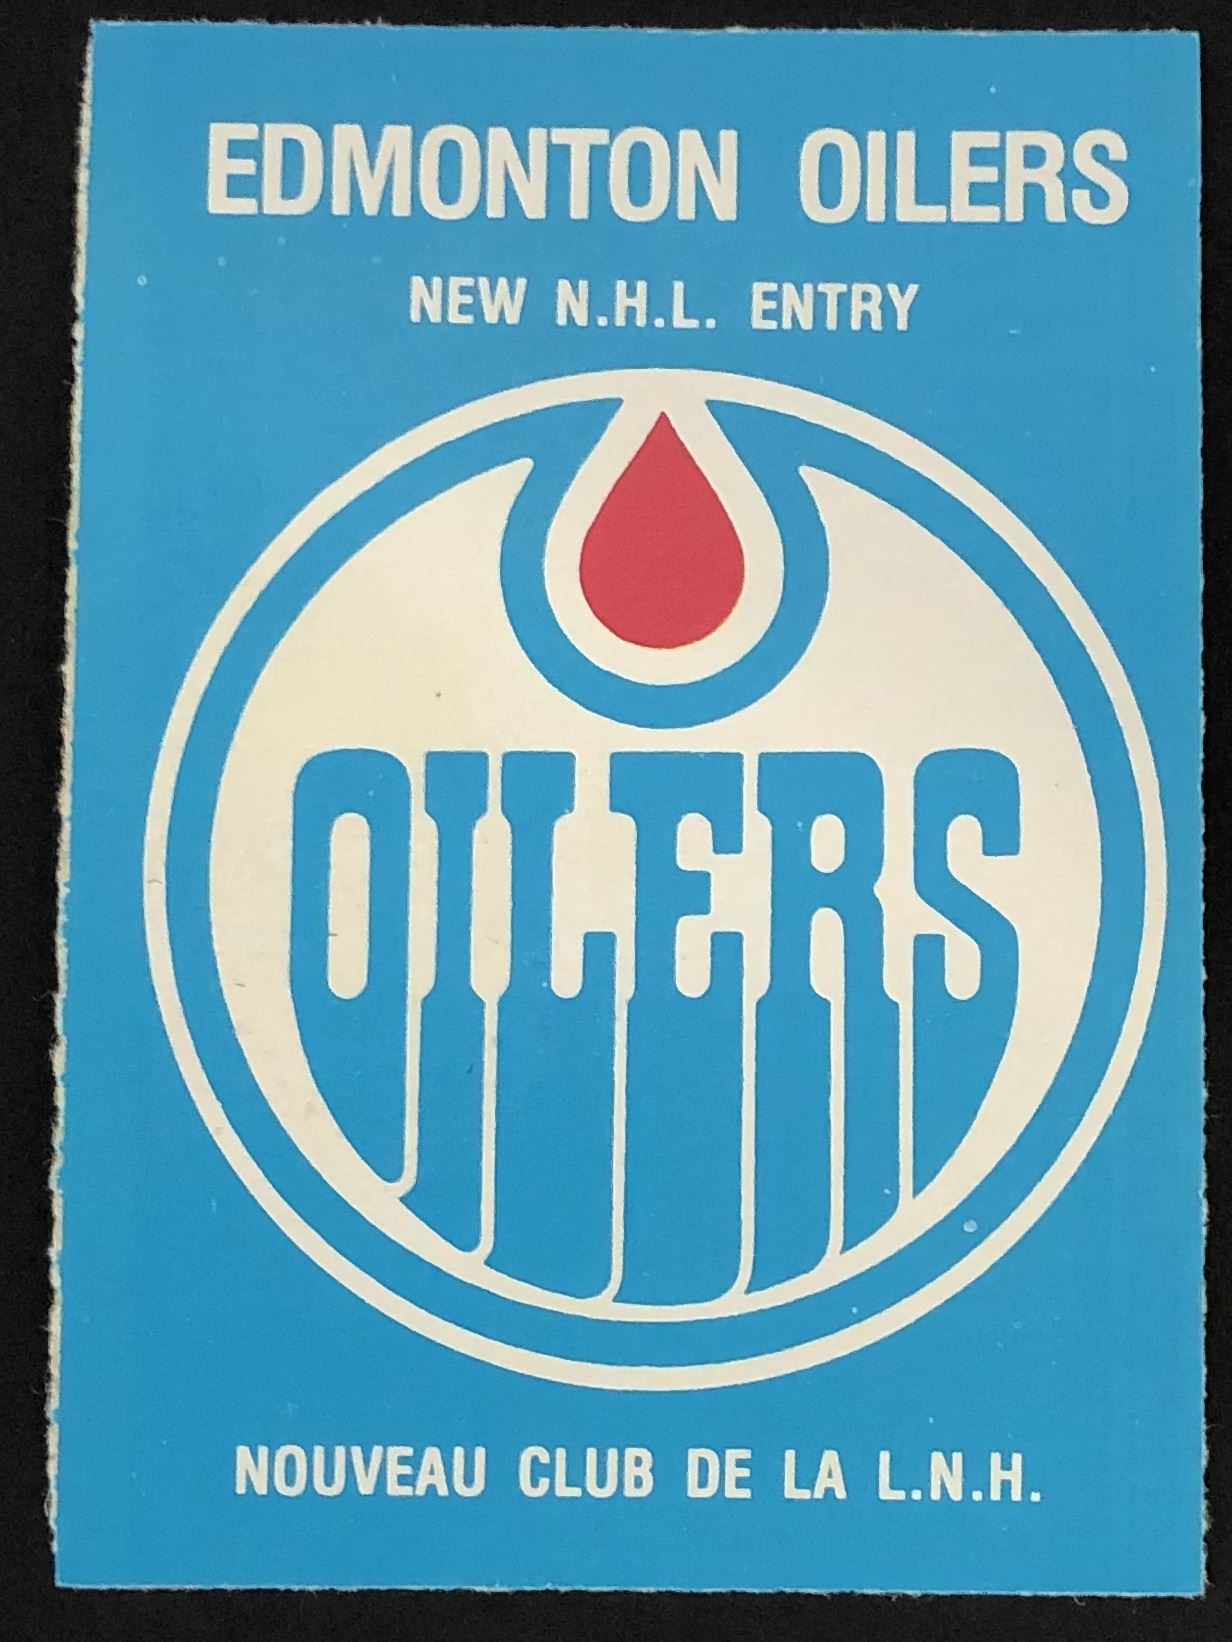 EDMONTON OILERS
NEW N.H.L. ENTRY
OILERS
NOUVEAU CLUB DE LA L.N.H.